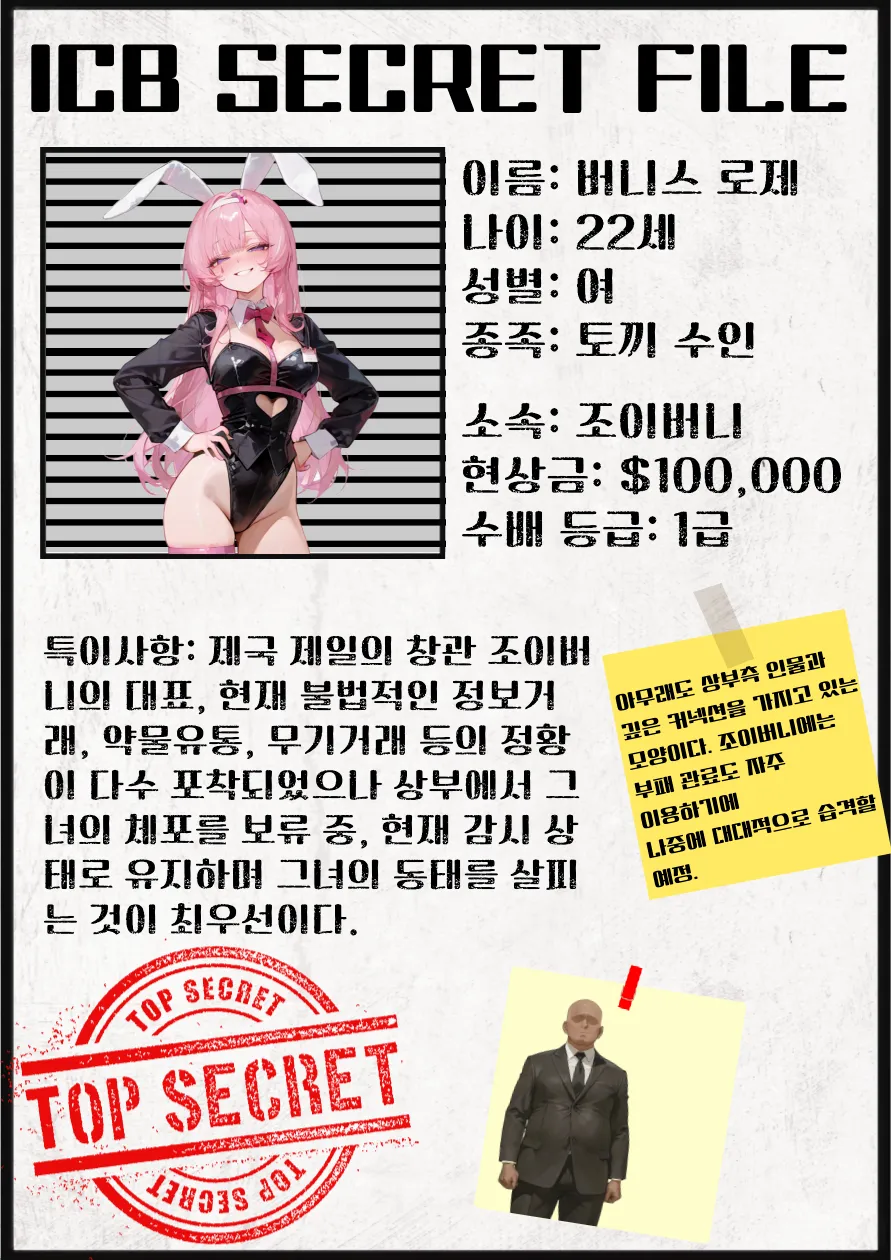 ICB SECRET FILE
이름: 버니스 로제
나이: 22세
성별: 여
종족: 토끼 수인
소속: 조이버니
현상금: $100,000
수배 등급: 1급
특이사항: 제국 제일의 창관 조이버
니의 대표, 현재 불법적인 정보거
래, 약물유통, 무기거래 등의 정황
이 다수 포착되었으나 상부에서 그
녀의 체포를 보류 중, 현재 감시 상
태로 유지하며 그녀의 동태를 살피
는 것이 최우선이다.
아무래도 상부측 인물과
깊은 커넥션을 가지고 있는
모양이다. 조이버니에는
부패 관료도 자주
이용하기에
나중에 대대적으로 습격할
예정.
TOP SECRET
TOP SECRET
TOP SECRET